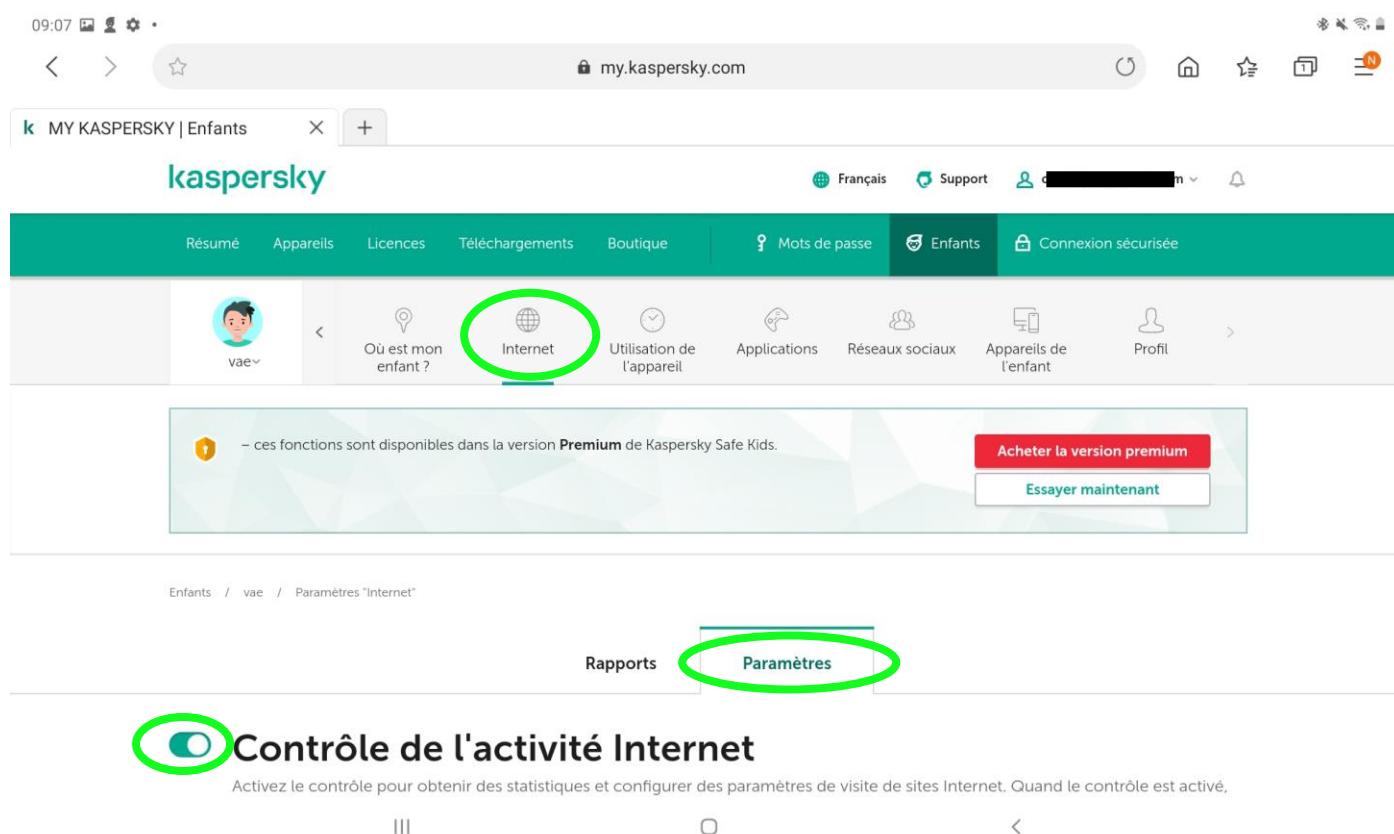 09:07
my.kaspersky.com
1
N
k MY KASPERSKY | Enfants
kaspersky
Français Support
Résumé Appareils Licences Téléchargements Boutique Mots de passe Enfants Connexion sécurisée
vae
Où est mon enfant ?
Internet
Utilisation de l'appareil
Applications
Réseaux sociaux
Appareils de l'enfant
Profil
– ces fonctions sont disponibles dans la version Premium de Kaspersky Safe Kids.
Acheter la version premium
Essayer maintenant
Enfants / vae / Paramètres "Internet"
Rapports Paramètres
Contrôle de l'activité Internet
Activez le contrôle pour obtenir des statistiques et configurer des paramètres de visite de sites Internet. Quand le contrôle est activé,